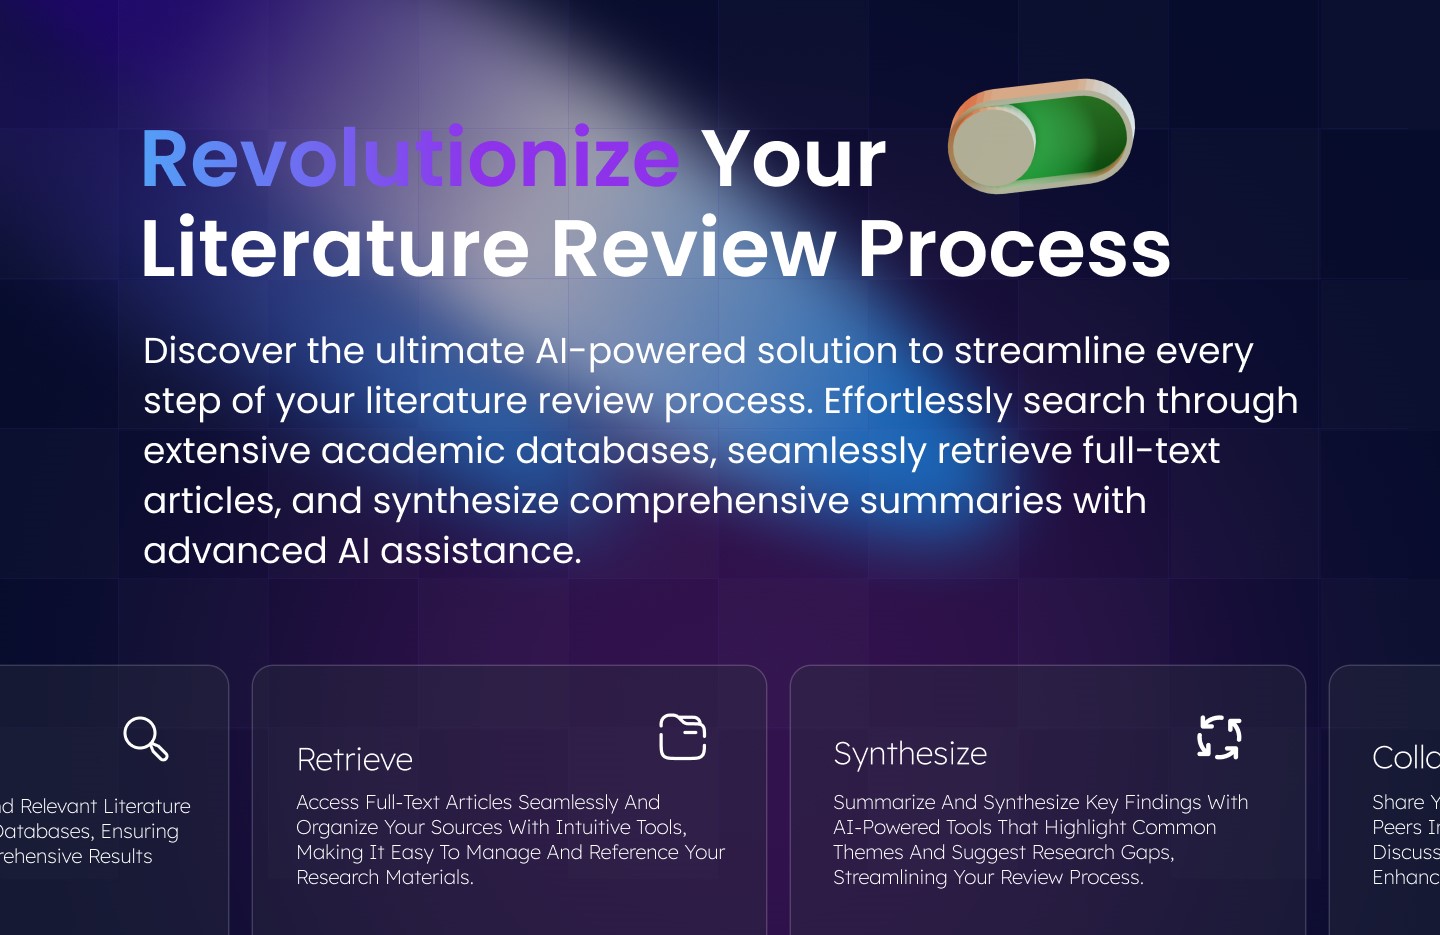 Revolutionize Your
Literature Review Process
Discover the ultimate AI-powered solution to streamline every
step of your literature review process. Effortlessly search through
extensive academic databases, seamlessly retrieve full-text
articles, and synthesize comprehensive summaries with
advanced AI assistance.
Relevant Literature
Databases, Ensuring
Results
Retrieve
Access Full-Text Articles Seamlessly And
Organize Your Sources With Intuitive Tools,
Making It Easy To Manage And Reference Your
Research Materials.
Synthesize
Summarize And Synthesize Key Findings With
AI-Powered Tools That Highlight Common
Themes And Suggest Research Gaps,
Streamlining Your Review Process.
Share
Peers